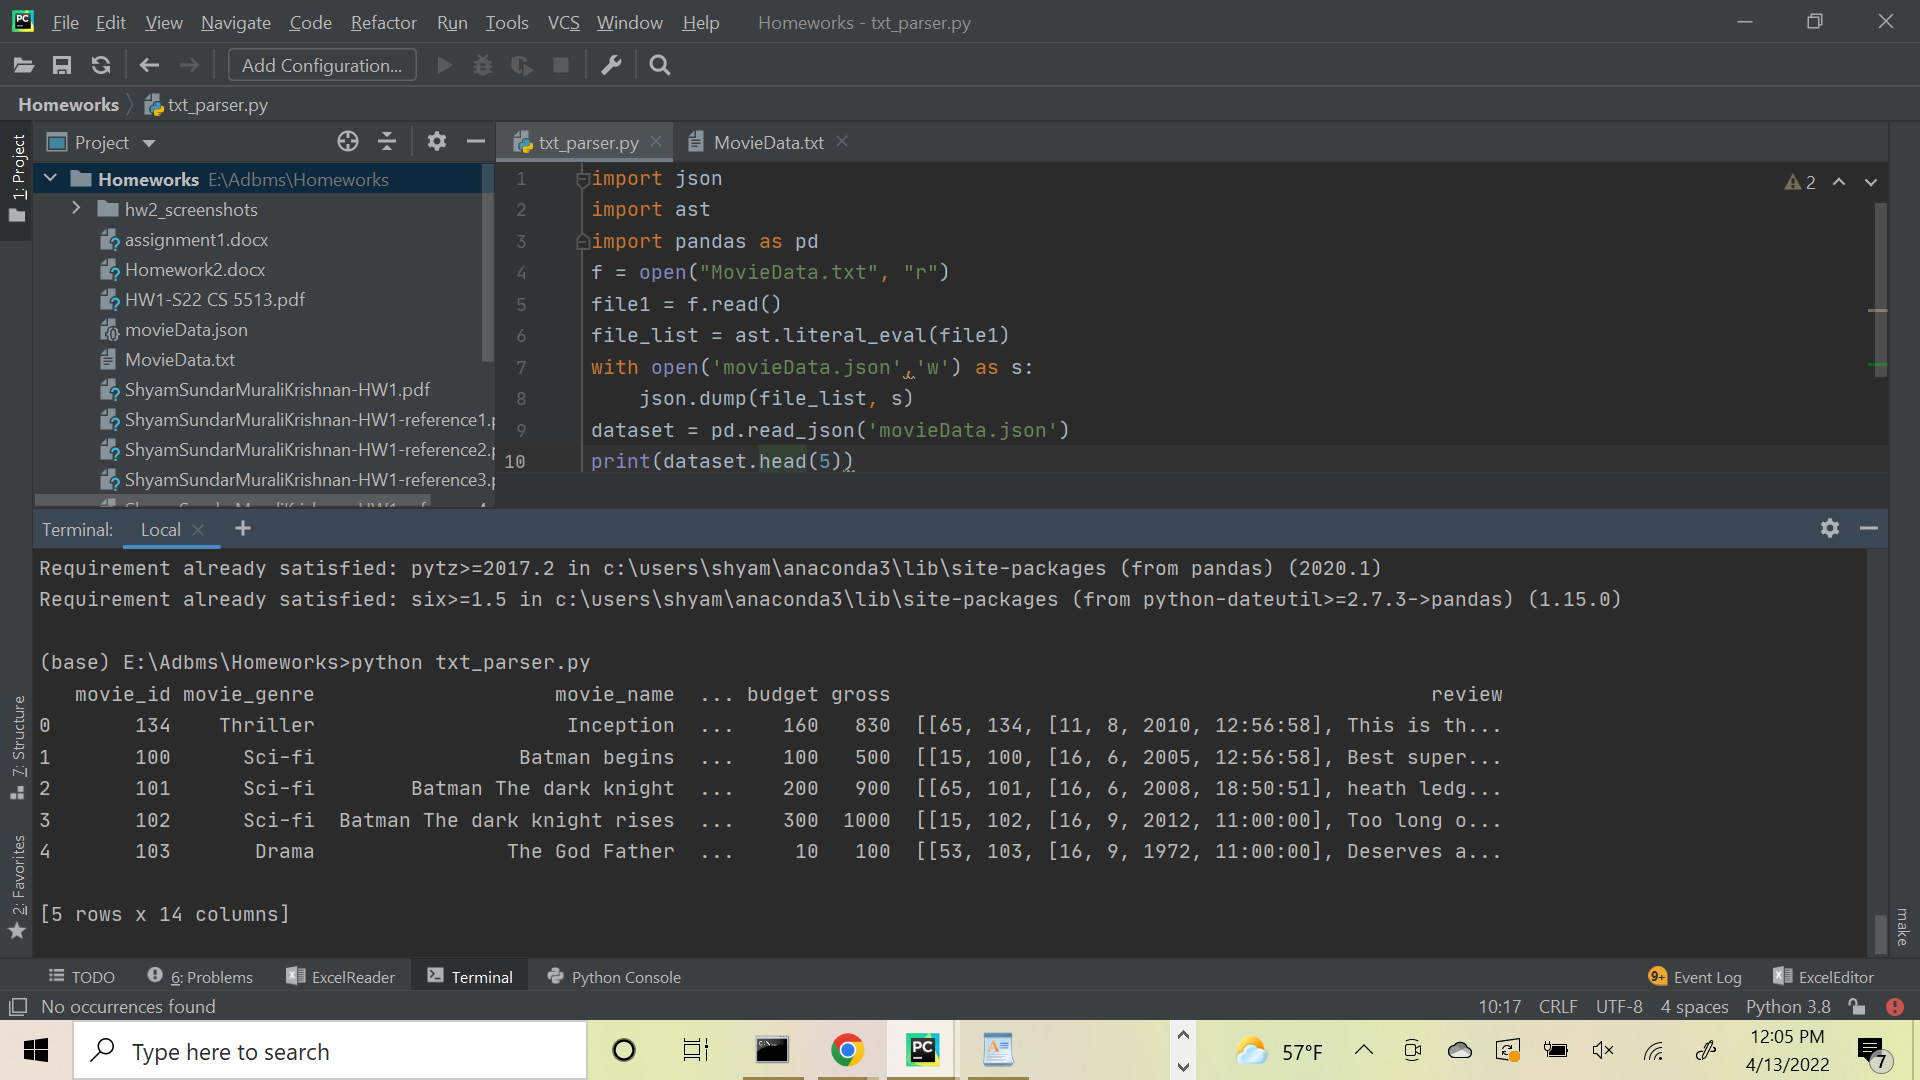 PC File Edit View Navigate Code Refactor Run Tools VCS Window Help Homeworks - txt_parser.py
Add Configuration...
Homeworks txt_parser.py
1: Project
Project
txt_parser.py MovieData.txt
Homeworks E:\Adbms\Homeworks
hw2_screenshots
assignment1.docx
Homework2.docx
HW1-S22 CS 5513.pdf
movieData.json
MovieData.txt
ShyamSundarMuraliKrishnan-HW1.pdf
ShyamSundarMuraliKrishnan-HW1-reference1.p
ShyamSundarMuraliKrishnan-HW1-reference2.p
ShyamSundarMuraliKrishnan-HW1-reference3.p
1 import json
2 import ast
3 import pandas as pd
4 f = open("MovieData.txt", "r")
5 file1 = f.read()
6 file_list = ast.literal_eval(file1)
7 with open('movieData.json','w') as s:
8 json.dump(file_list, s)
9 dataset = pd.read_json('movieData.json')
10 print(dataset.head(5))
2
Terminal: Local
Requirement already satisfied: pytz>=2017.2 in c:\users\shyam\anaconda3\lib\site-packages (from pandas) (2020.1)
Requirement already satisfied: six>=1.5 in c:\users\shyam\anaconda3\lib\site-packages (from python-dateutil>=2.7.3->pandas) (1.15.0)
(base) E:\Adbms\Homeworks>python txt_parser.py
movie_id movie_genre movie_name ... budget gross review
0 134 Thriller Inception ... 160 830 [[65, 134, [11, 8, 2010, 12:56:58], This is th...
1 100 Sci-fi Batman begins ... 100 500 [[15, 100, [16, 6, 2005, 12:56:58], Best super...
2 101 Sci-fi Batman The dark knight ... 200 900 [[65, 101, [16, 6, 2008, 18:50:51], heath ledg...
3 102 Sci-fi Batman The dark knight rises ... 300 1000 [[15, 102, [16, 9, 2012, 11:00:00], Too long o...
4 103 Drama The God Father ... 10 100 [[53, 103, [16, 9, 1972, 11:00:00], Deserves a...
[5 rows x 14 columns]
7: Structure
2: Favorites
make
TODO 6: Problems ExcelReader Terminal Python Console 9+ Event Log ExcelEditor
No occurrences found 10:17 CRLF UTF-8 4 spaces Python 3.8
Type here to search PC 57°F 12:05 PM
4/13/2022 7